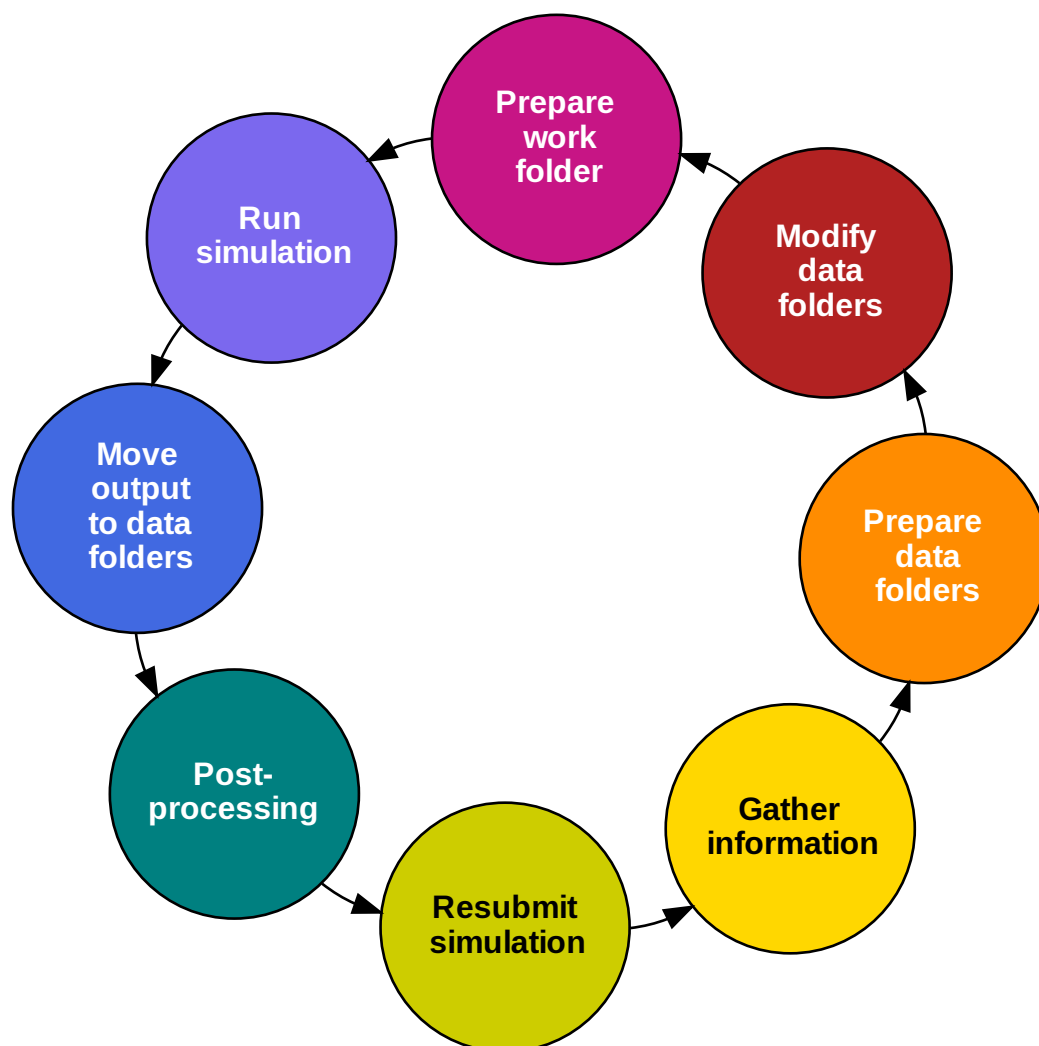 Prepare
work
folder
Run
simulation
Modify
data
folders
Move
output
to data
folders
Prepare
data
folders
Post-
processing
Gather
information
Resubmit
simulation